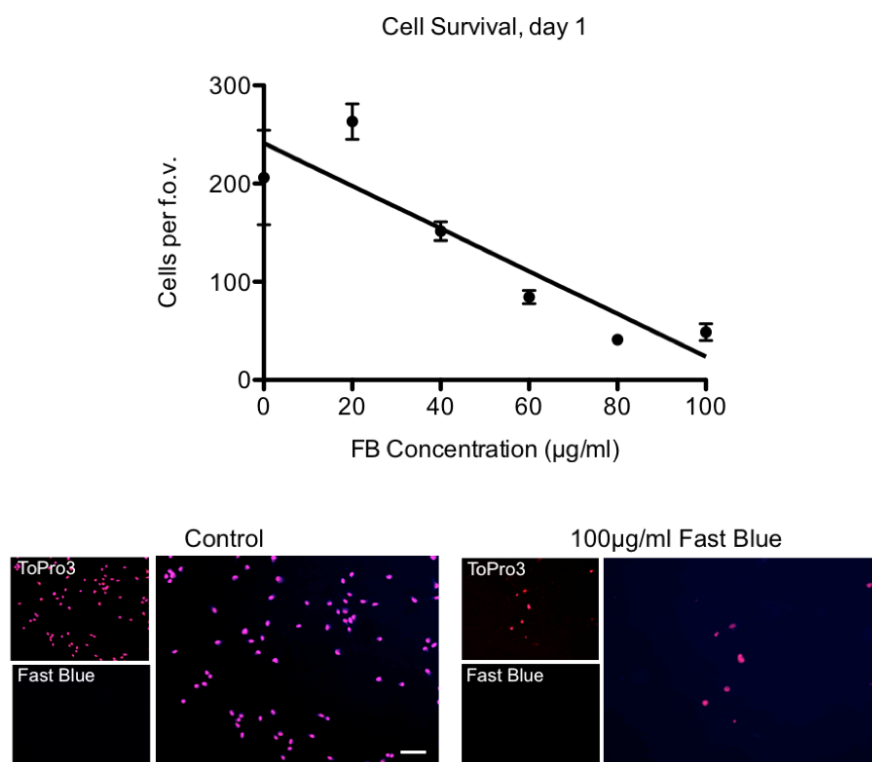 Cell Survival, day 1
300
200
100
0
Cells per f.o.v.
0 20 40 60 80 100
FB Concentration (µg/ml)
Control
100µg/ml Fast Blue
ToPro3
Fast Blue
ToPro3
Fast Blue